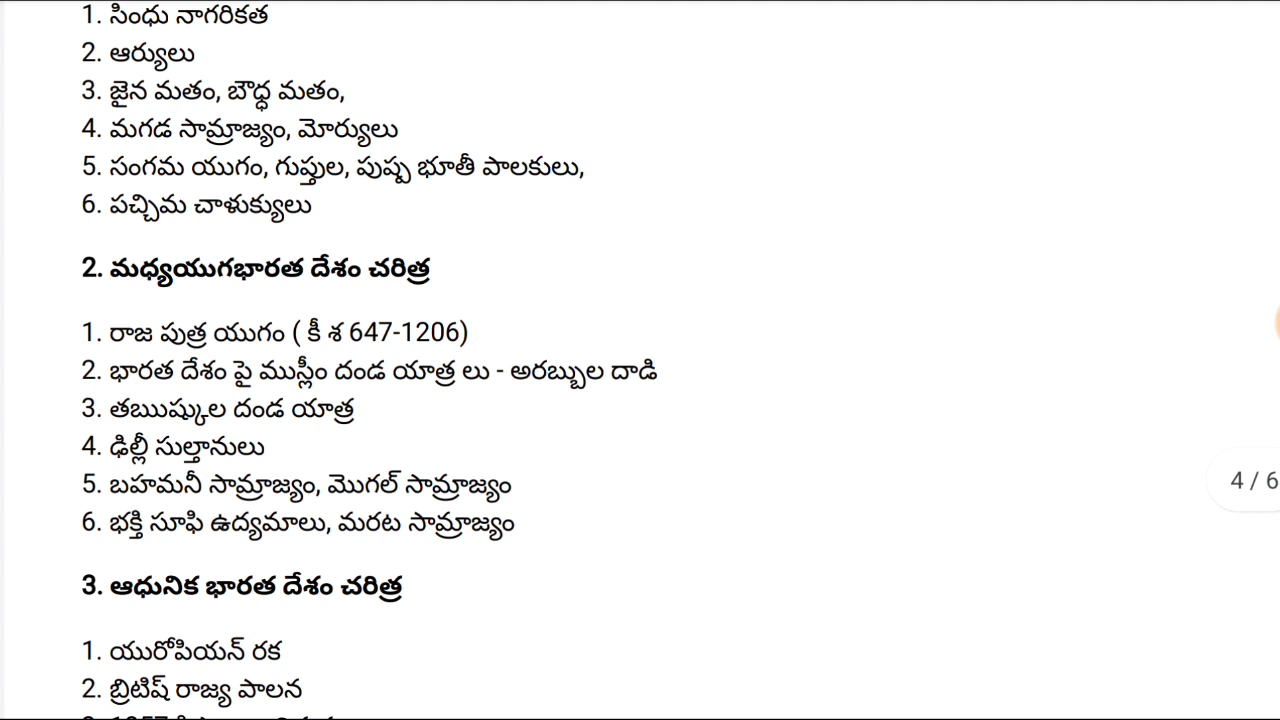 1. సింధు నాగరికత
2. ఆర్యులు
3. జైన మతం, బౌద్ధ మతం,
4. మగడ సామ్రాజ్యం, మోర్యులు
5. సంగమ యుగం, గుప్తుల, పుష్ప భూతీ పాలకులు,
6. పచ్చిమ చాళుక్యులు
2. మధ్యయుగభారత దేశం చరిత్ర
1. రాజ పుత్ర యుగం ( కీ శ 647-1206)
2. భారత దేశం పై ముస్లీం దండ యాత్ర లు - అరబ్బుల దాడి
3. తఋష్కుల దండ యాత్ర
4. ఢిల్లీ సుల్తానులు
5. బహమనీ సామ్రాజ్యం, మొగల్ సామ్రాజ్యం
4 / 6
6. భక్తి సూఫి ఉద్యమాలు, మరట సామ్రాజ్యం
3. ఆధునిక భారత దేశం చరిత్ర
1. యురోపియన్ రక
2. బ్రిటిష్ రాజ్య పాలన